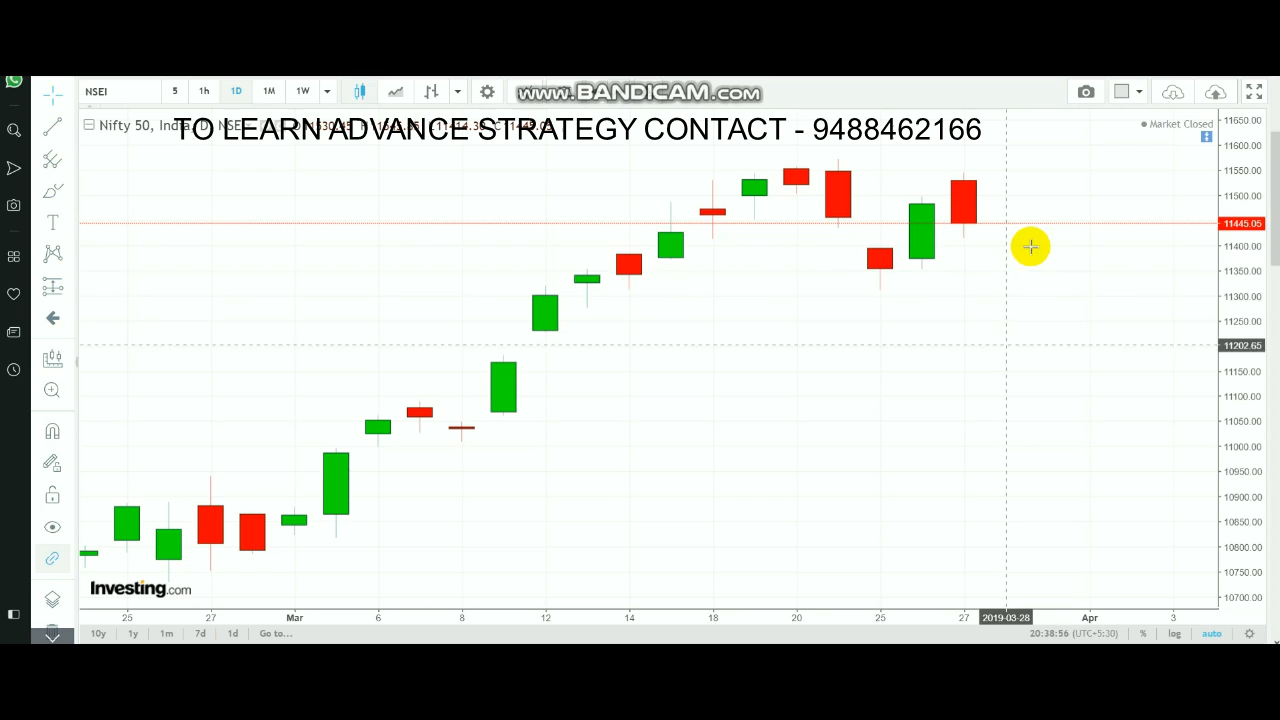 www.BANDICAM.com
NSEI 5 1h 1D 1M 1W
TO LEARN ADVANCE STRATEGY CONTACT - 9488462166
Nifty 50, India, D, NSE
Market Closed
11650.00
11600.00
11550.00
11500.00
11445.05
11400.00
11350.00
11300.00
11250.00
11202.65
11150.00
11100.00
11050.00
11000.00
10950.00
10900.00
10850.00
10800.00
10750.00
10700.00
Investing.com
25 27 Mar 6 8 12 14 18 20 25 27 2019-03-28 Apr 3
10y 1y 1m 7d 1d Go to... 20:38:56 (UTC+5:30) % log auto